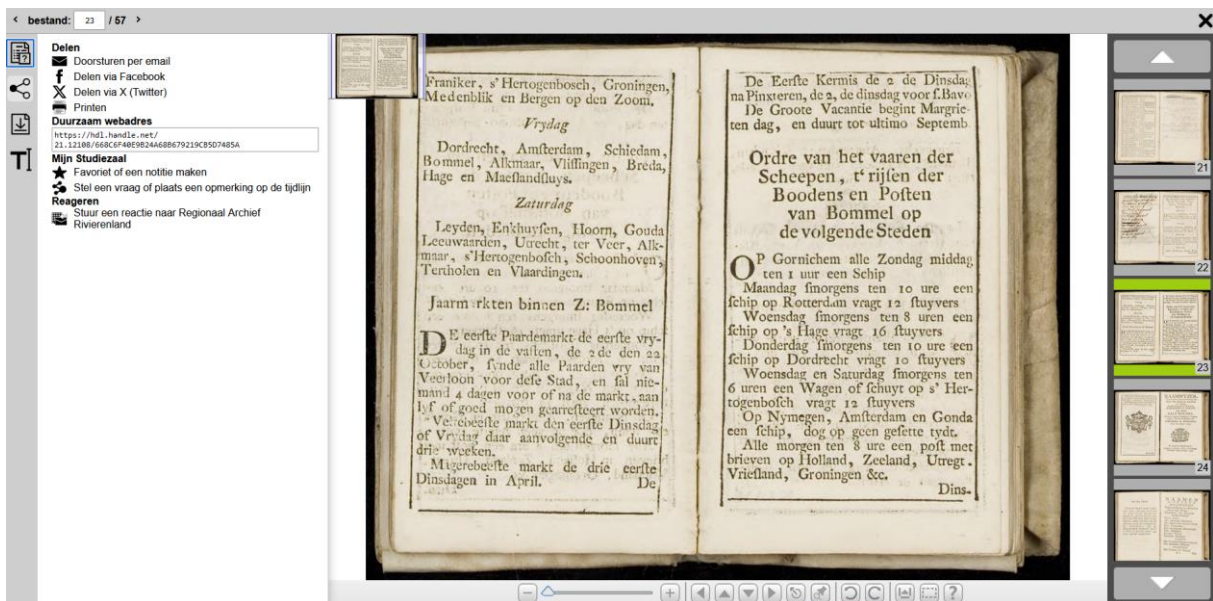 bestand: 23 / 57
Delen
Doorsturen per email
Delen via Facebook
Delen via X (Twitter)
Printen
Duurzaam webadres
https://hdl.handle.net/
21.12108/668C6F40E9B24A68B679219CB5D7485A
Mijn Studiezaal
Favoriet of een notitie maken
Stel een vraag of plaats een opmerking op de tijdlijn
Reageren
Stuur een reactie naar Regionaal Archief
Rivierenland
Franiker, s'Hertogenbosch, Groningen,
Medenblik en Bergen op den Zoom.
Vrydag
Dordrecht, Amſterdam, Schiedam,
Bommel, Alkmaar, Vliſſingen, Breda,
Hage en Maeſlandſluys.
Zaturdag
Leyden, Enkhuyſen, Hoorn, Gouda
Leeuwaarden, Utrecht, ter Veer, Alk-
maar, s'Hertogenboſch, Schoonhoven,
Tertholen en Vlaardingen.
Jaarm rkten binnen Z: Bommel
DE eerſte Paardemarkt de eerſte vry-
dag in de vaſten, de 2de den 22
October, ſynde alle Paarden vry van
Veerloon voor deſe Stad, en ſal nie-
mand 4 dagen voor of na de markt, aan
lyf of goed mogen gearreſteert worden.
Vettebeeſte markt den eerſte Dinsdag
of Vrydag daar aanvolgende en duurt
drie weeken.
Magerebeeſte markt de drie eerſte
Dinsdagen in April. De
De Eerſte Kermis de 2 de Dinsdag
na Pinxteren, de 2, de dinsdag voor ſ.Bavo
De Groote Vacantie begint Margrie-
ten dag, en duurt tot ultimo Septemb
Ordre van het vaaren der
Scheepen, t'rijſen der
Boodens en Poſten
van Bommel op
de volgende Steden
OP Gornichem alle Zondag middag
ten 1 uur een Schip
Maandag ſmorgens ten 10 ure een
ſchip op Rotterdam vragt 12 ſtuyvers
Woensdag ſmorgens ten 8 uren een
ſchip op 's Hage vragt 16 ſtuyvers
Donderdag ſmorgens ten 10 ure een
ſchip op Dordrecht vragt 10 ſtuyvers
Woensdag en Saturdag ſmorgens ten
6 uren een Wagen of ſchuyt op s' Her-
togenboſch vragt 12 ſtuyvers
Op Nymegen, Amſterdam en Gonda
een ſchip, dog op geen geſette tydt.
Alle morgen ten 8 ure een poſt met
brieven op Holland, Zeeland, Utregt.
Vrieſland, Groningen &c.
Dins-
21
22
23
24